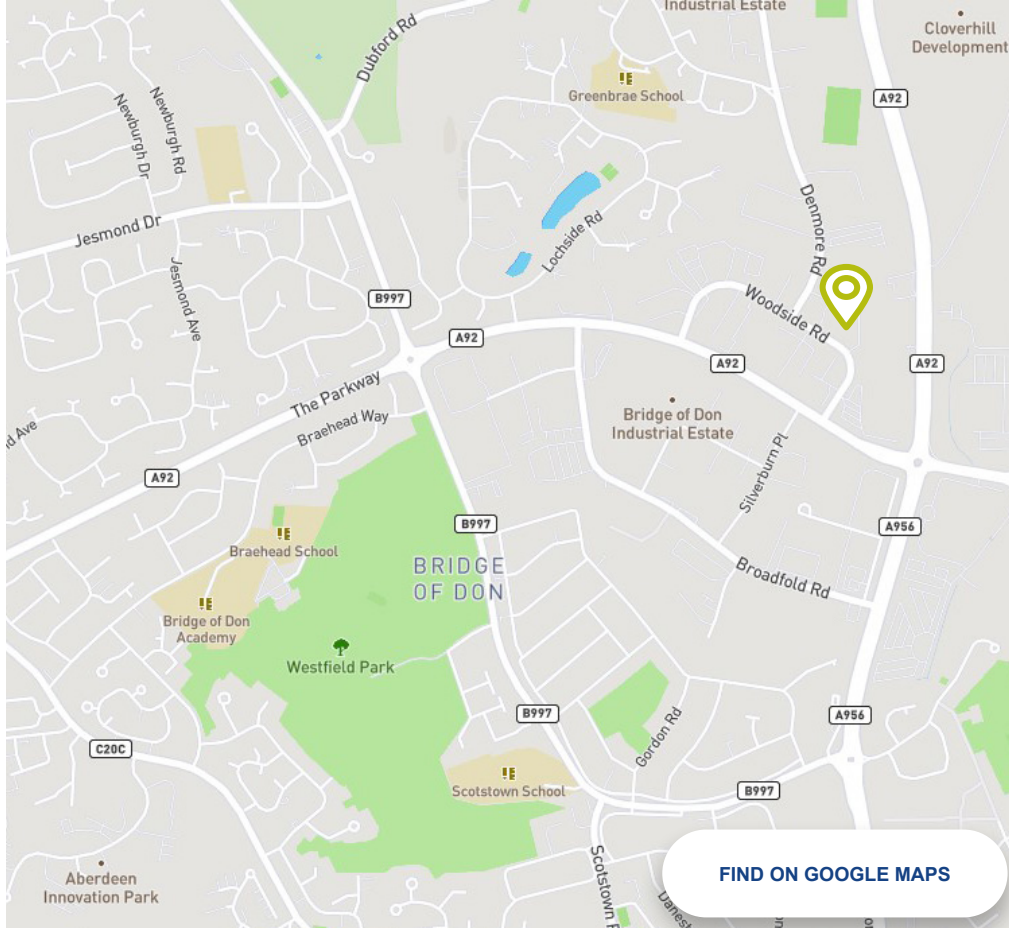 Industrial Estate
Cloverhill
Development
Dubford Rd
Greenbrae School
A92
Newburgh Dr
Newburgh Rd
Denmore Rd
Jesmond Dr
Lochside Rd
Jesmond Ave
B997
Woodside Rd
A92
A92
A92
The Parkway
Braehead Way
Bridge of Don
Industrial Estate
Ave
A92
Silverburn Pl
B997
A956
Braehead School
BRIDGE
OF DON
Broadfold Rd
Bridge of Don
Academy
Westfield Park
B997
A956
Gordon Rd
C20C
Scotstown School
B997
Aberdeen
Innovation Park
Scotstown
FIND ON GOOGLE MAPS